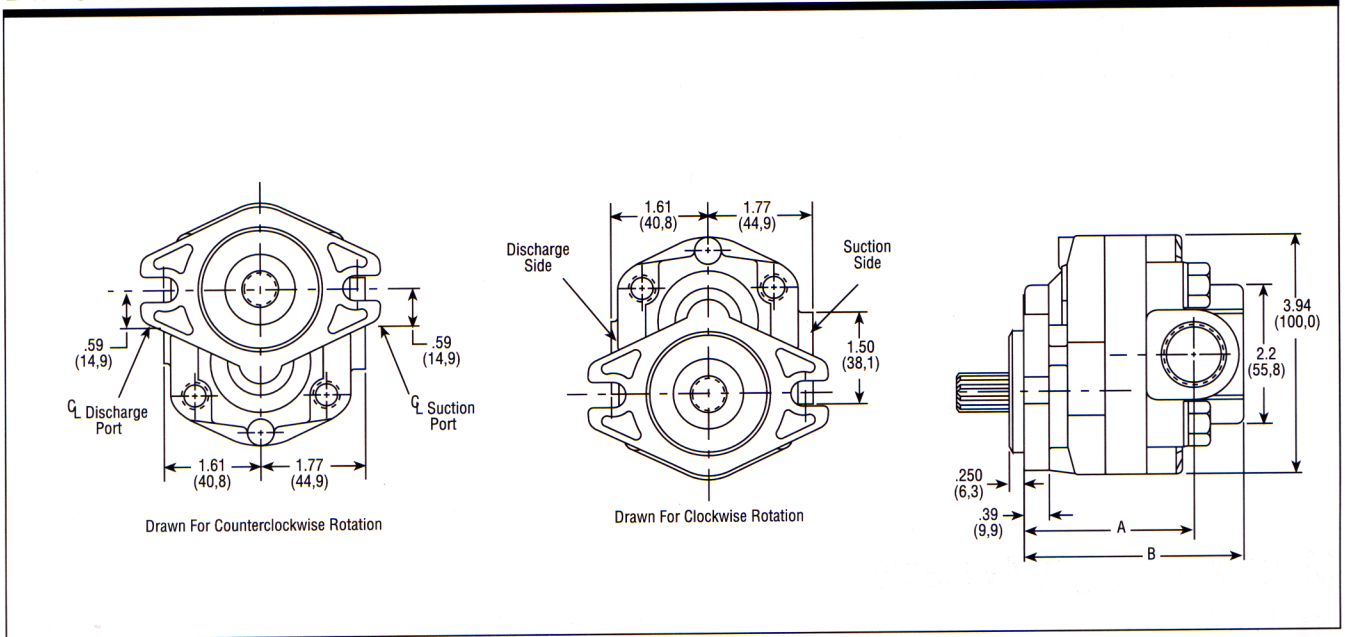 .59
(14,9)
.59
(14,9)
C L Discharge
Port
C L Suction
Port
1.61
(40,8)
1.77
(44,9)
Drawn For Counterclockwise Rotation
1.61
(40,8)
1.77
(44,9)
Discharge
Side
Suction
Side
1.50
(38,1)
Drawn For Clockwise Rotation
3.94
(100,0)
2.2
(55,8)
.250
(6,3)
.39
(9,9)
A
B